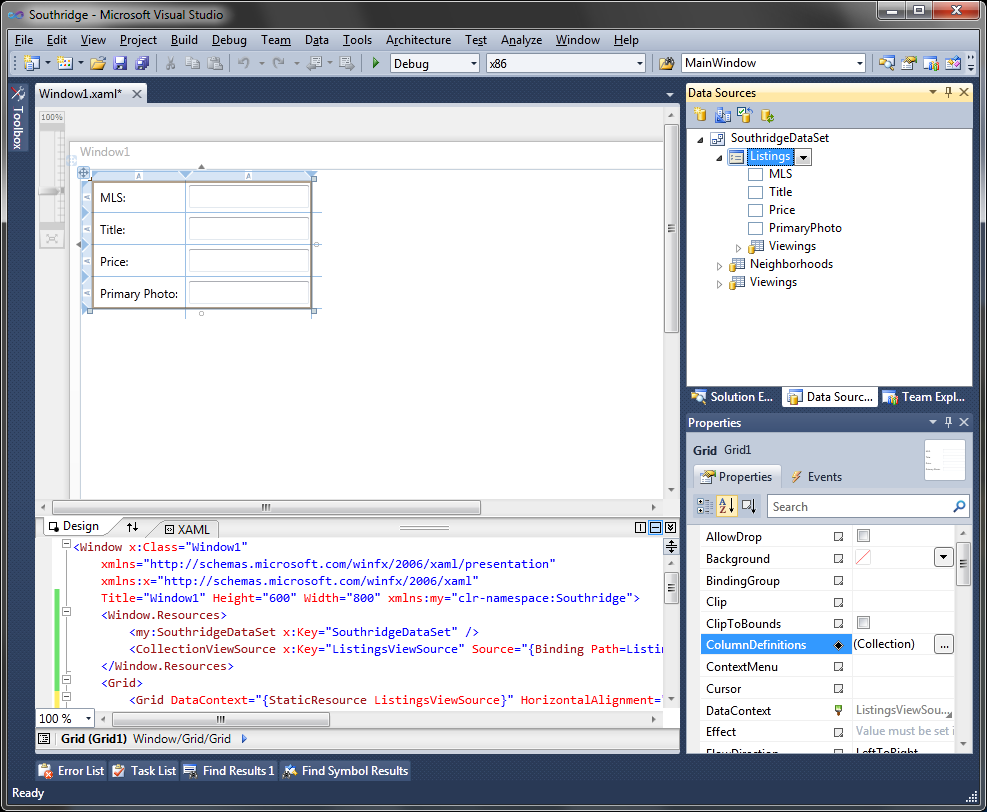 Southridge - Microsoft Visual Studio
File Edit View Project Build Debug Team Data Tools Architecture Test Analyze Window Help
Debug x86 MainWindow
Toolbox
Window1.xaml*
100%
Window1
A A
MLS:
Title:
Price:
Primary Photo:
Design XAML
<Window x:Class="Window1"
xmlns="http://schemas.microsoft.com/winfx/2006/xaml/presentation"
xmlns:x="http://schemas.microsoft.com/winfx/2006/xaml"
Title="Window1" Height="600" Width="800" xmlns:my="clr-namespace:Southridge">
<Window.Resources>
<my:SouthridgeDataSet x:Key="SouthridgeDataSet" />
<CollectionViewSource x:Key="ListingsViewSource" Source="{Binding Path=Listin
</Window.Resources>
<Grid>
<Grid DataContext="{StaticResource ListingsViewSource}" HorizontalAlignment="
100 %
Grid (Grid1) Window/Grid/Grid
Data Sources
SouthridgeDataSet
Listings
MLS
Title
Price
PrimaryPhoto
Viewings
Neighborhoods
Viewings
Solution E... Data Sourc... Team Expl...
Properties
Grid Grid1
Properties Events
Search
AllowDrop
Background
BindingGroup
Clip
ClipToBounds
ColumnDefinitions (Collection) ...
ContextMenu
Cursor
DataContext ListingsViewSou...
Effect Value must be set i
FlowDirection LeftToRight
Error List Task List Find Results 1 Find Symbol Results
Ready